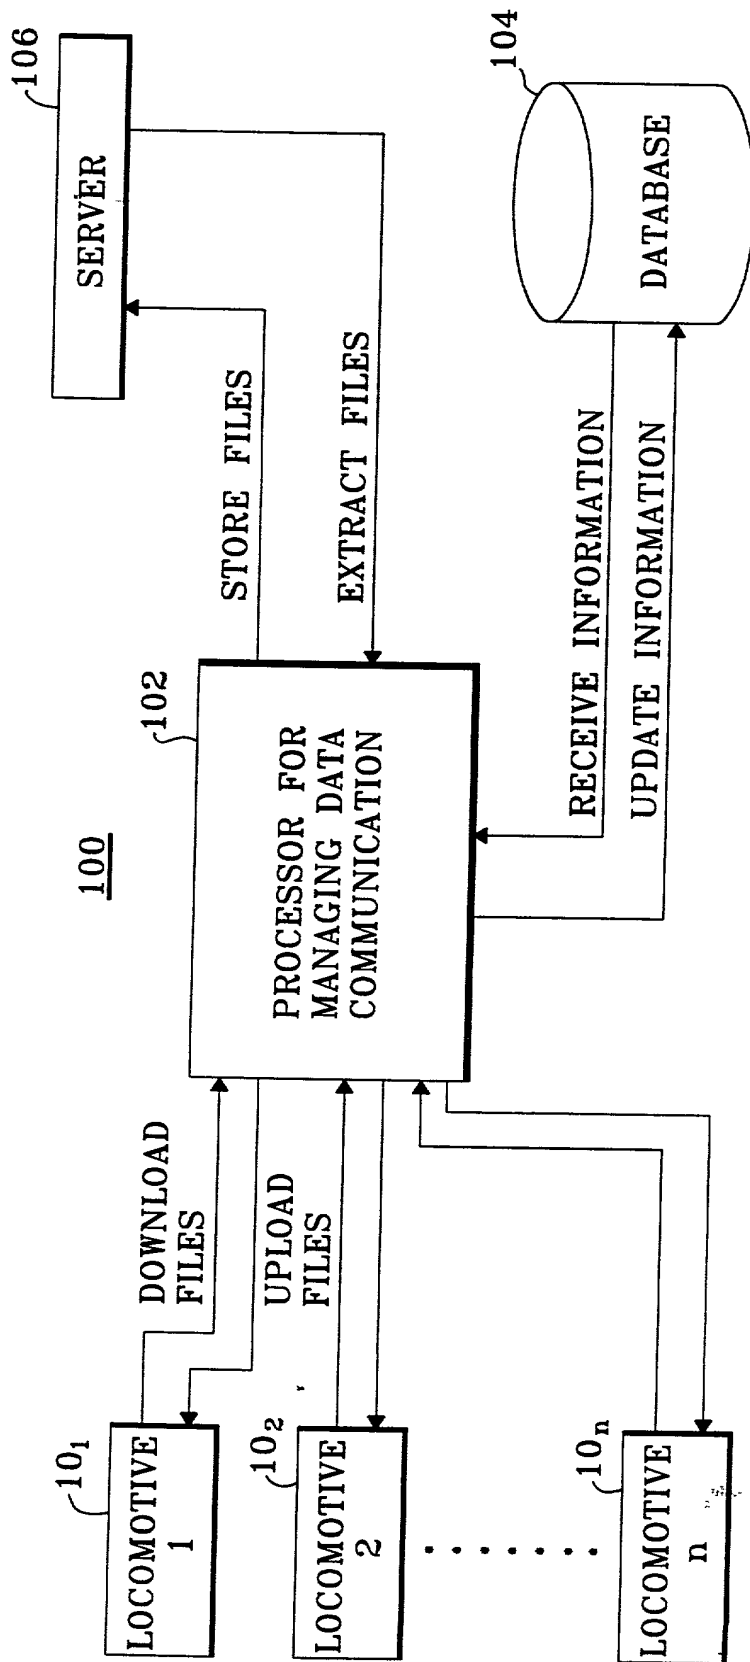 100
106
SERVER
STORE FILES
EXTRACT FILES
102
PROCESSOR FOR
MANAGING DATA
COMMUNICATION
104
DATABASE
RECEIVE INFORMATION
UPDATE INFORMATION
DOWNLOAD
FILES
UPLOAD
FILES
10₁
LOCOMOTIVE
1
10₂
LOCOMOTIVE
2
.......
10ₙ
LOCOMOTIVE
n